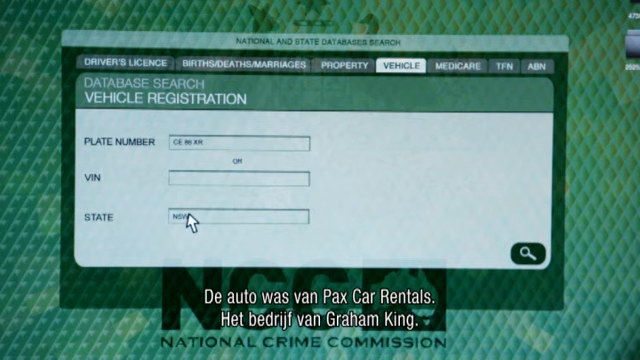 4730
2535
NATIONAL AND STATE DATABASES SEARCH
DRIVER'S LICENCE BIRTHS/DEATHS/MARRIAGES PROPERTY VEHICLE MEDICARE TFN ABN
DATABASE SEARCH
VEHICLE REGISTRATION
PLATE NUMBER CE 86 XR
OR
VIN
STATE NSW
De auto was van Pax Car Rentals.
Het bedrijf van Graham King.
NATIONAL CRIME COMMISSION